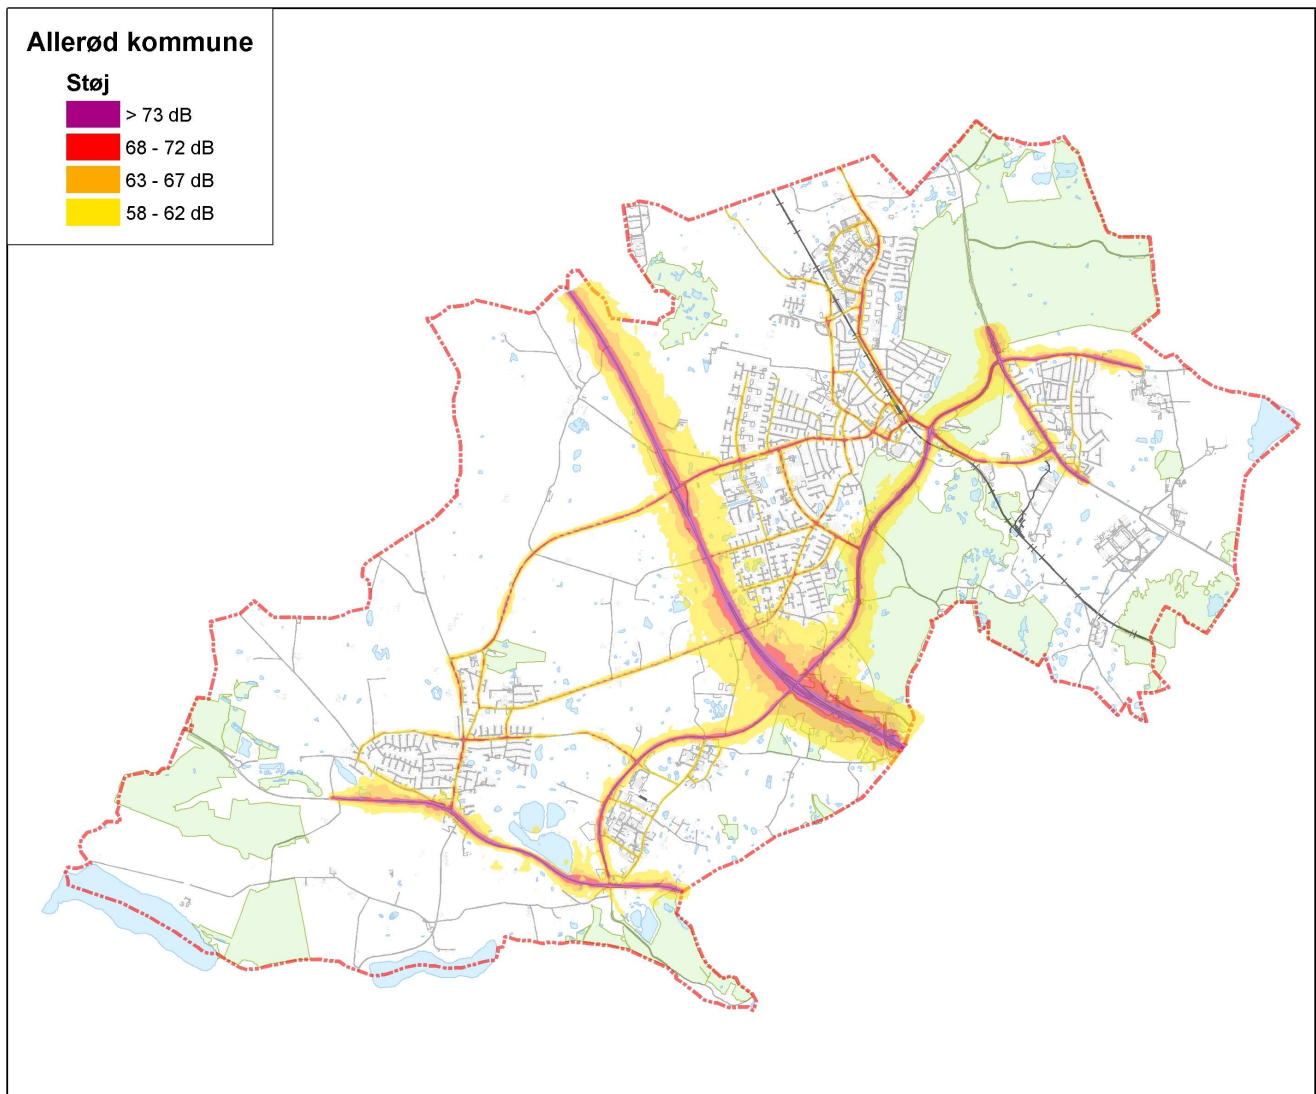 Allerød kommune
Støj
> 73 dB
68 - 72 dB
63 - 67 dB
58 - 62 dB